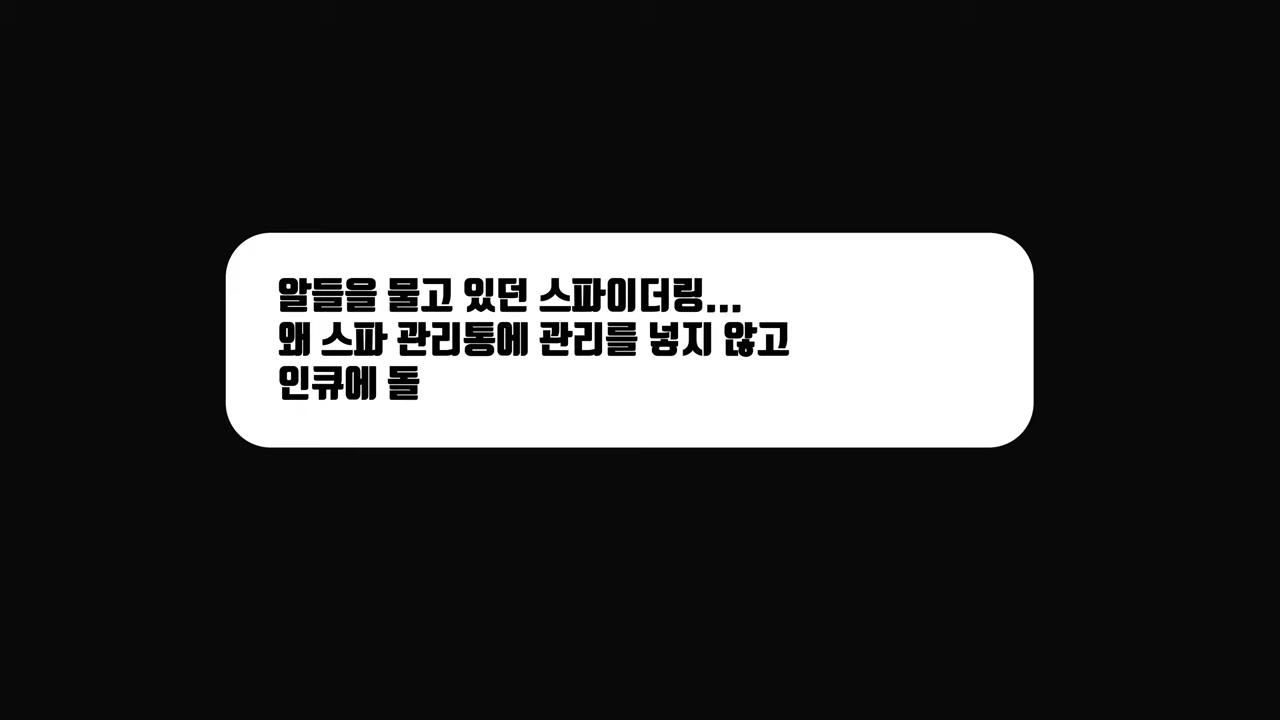 알들을 물고 있던 스파이더링...
왜 스파 관리통에 관리를 넣지 않고
인큐에 돌